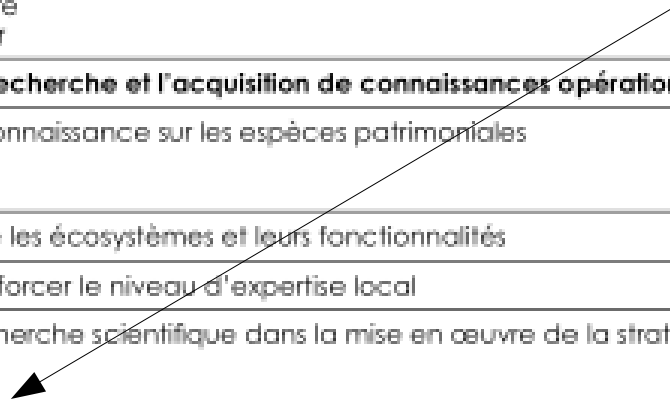 re
t
echerche et l'acquisition de connaissances opération
onnaissance sur les espèces patrimoniales
les écosystèmes et leurs fonctionnalités
forcer le niveau d'expertise local
herche scientifique dans la mise en œuvre de la strat